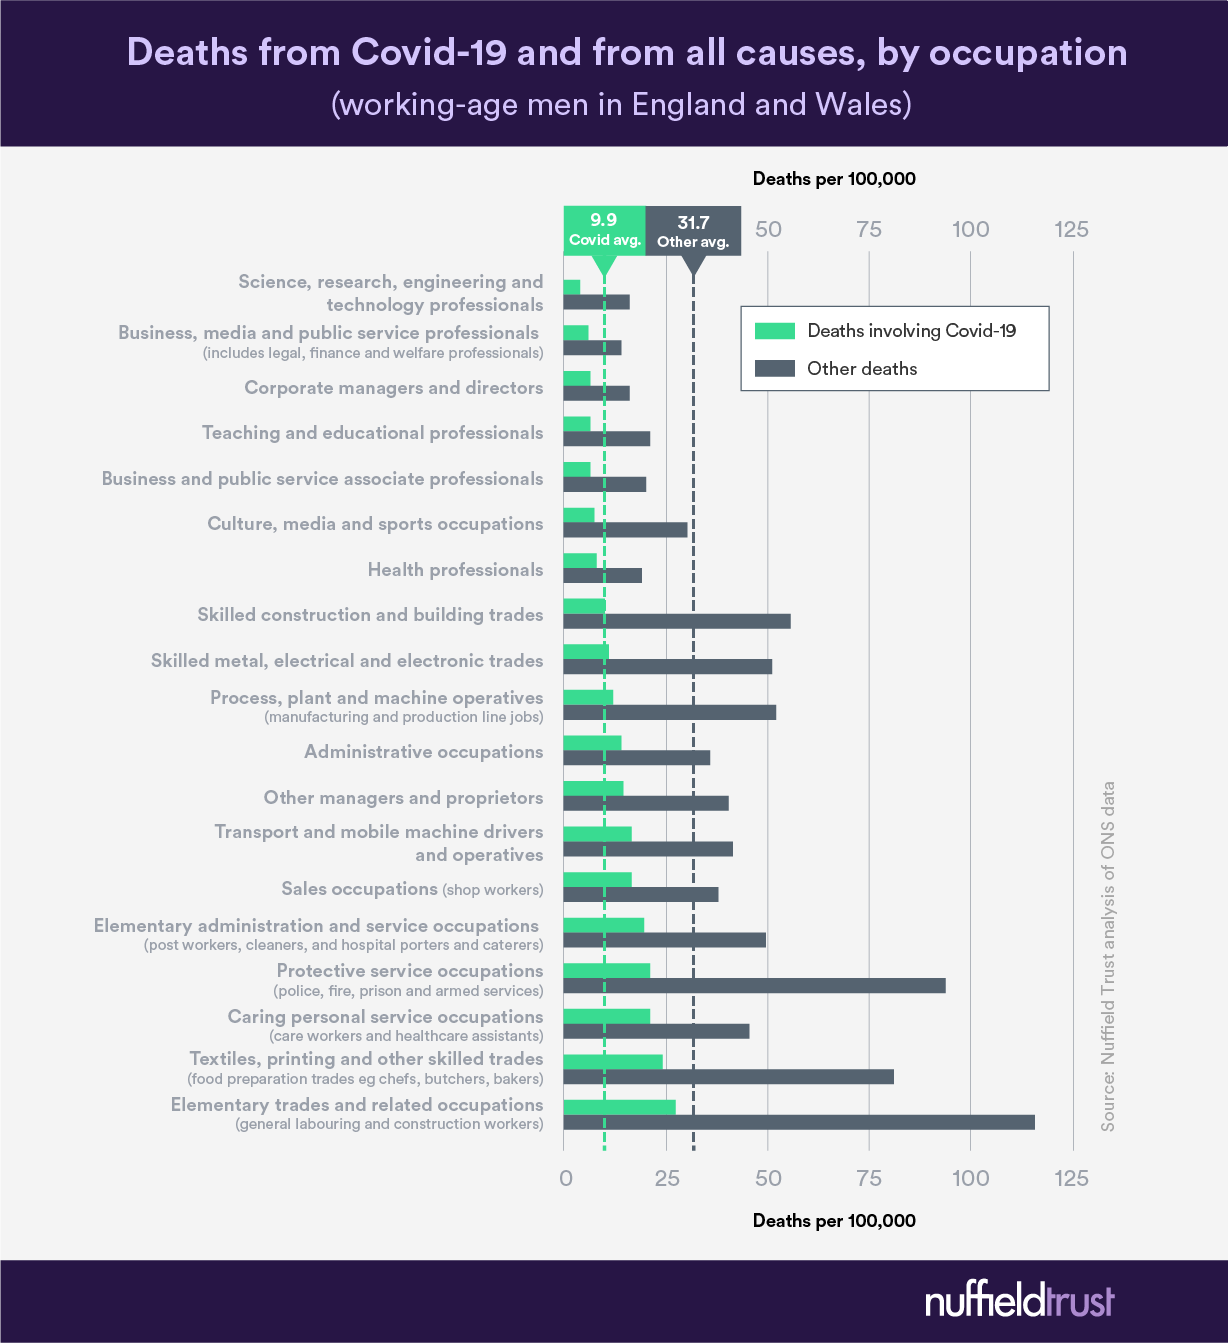 Deaths from Covid-19 and from all causes, by occupation
(working-age men in England and Wales)
Deaths per 100,000
9.9
Covid avg.
31.7
Other avg.
50 75 100 125
Deaths involving Covid-19
Other deaths
Science, research, engineering and
technology professionals
Business, media and public service professionals
(includes legal, finance and welfare professionals)
Corporate managers and directors
Teaching and educational professionals
Business and public service associate professionals
Culture, media and sports occupations
Health professionals
Skilled construction and building trades
Skilled metal, electrical and electronic trades
Process, plant and machine operatives
(manufacturing and production line jobs)
Administrative occupations
Other managers and proprietors
Transport and mobile machine drivers
and operatives
Sales occupations (shop workers)
Elementary administration and service occupations
(post workers, cleaners, and hospital porters and caterers)
Protective service occupations
(police, fire, prison and armed services)
Caring personal service occupations
(care workers and healthcare assistants)
Textiles, printing and other skilled trades
(food preparation trades eg chefs, butchers, bakers)
Elementary trades and related occupations
(general labouring and construction workers)
0 25 50 75 100 125
Deaths per 100,000
Source: Nuffield Trust analysis of ONS data
nuffieldtrust